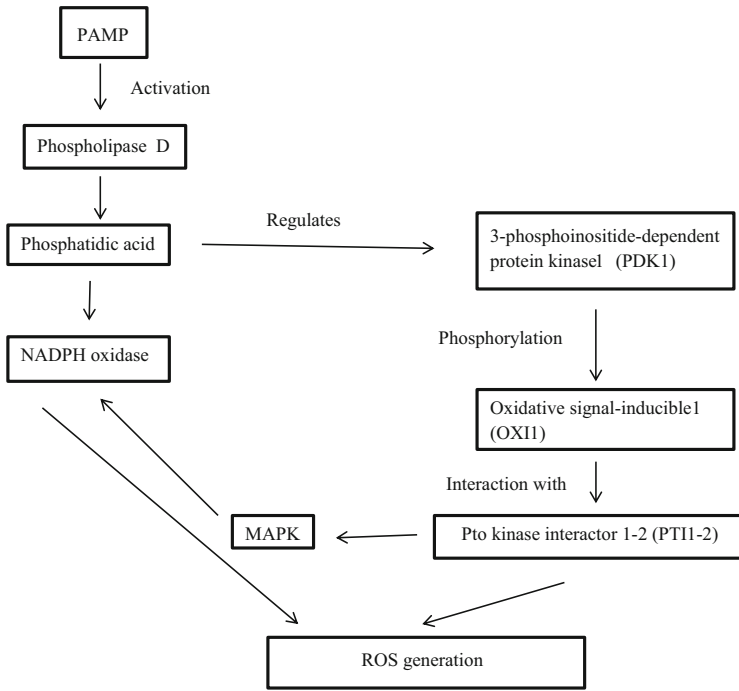 PAMP
Activation
Phospholipase D
Phosphatidic acid
Regulates
3-phosphoinositide-dependent
protein kinasel (PDK1)
NADPH oxidase
Phosphorylation
Oxidative signal-inducible1
(OXI1)
Interaction with
MAPK
Pto kinase interactor 1-2 (PTI1-2)
ROS generation